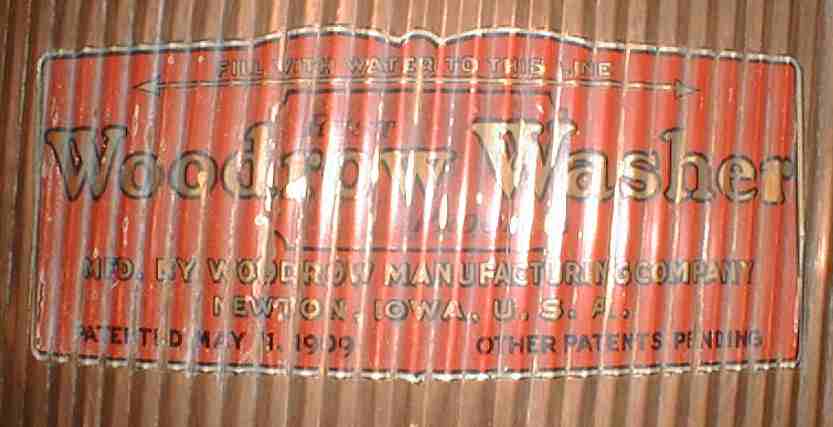 FILL WITH WATER TO THIS LINE
Woodrow Washer
MFD. BY WOODROW MANUFACTURING COMPANY
NEWTON, IOWA, U. S. A.
PATENTED MAY 11, 1909 OTHER PATENTS PENDING